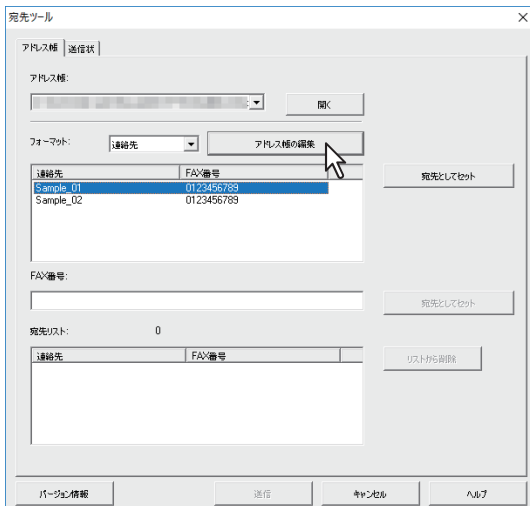 宛先ツール
アドレス帳 送信状
アドレス帳:
開く
フォーマット: 連絡先 アドレス帳の編集
連絡先 FAX番号
Sample_01 0123456789
Sample_02 0123456789
宛先としてセット
FAX番号:
宛先としてセット
宛先リスト: 0
連絡先 FAX番号
リストから削除
バージョン情報 送信 キャンセル ヘルプ